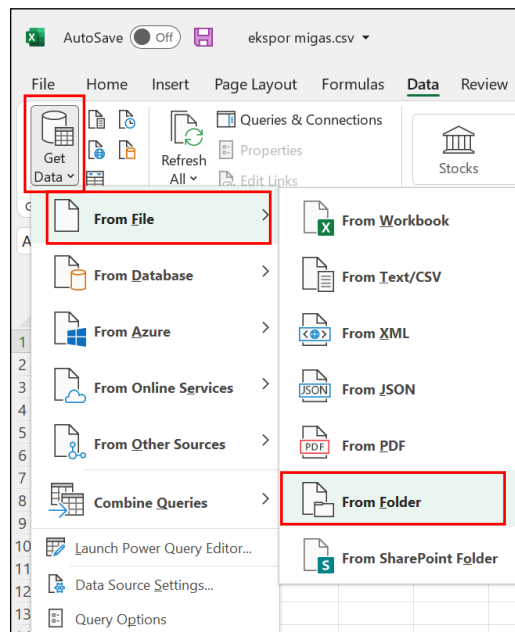 AutoSave Off ekspor migas.csv
File Home Insert Page Layout Formulas Data Review
Get Data
Refresh All
Queries & Connections
Properties
Edit Links
Stocks
From File
From Database
From Azure
From Online Services
From Other Sources
Combine Queries
Launch Power Query Editor...
Data Source Settings...
Query Options
From Workbook
From Text/CSV
From XML
JSON From JSON
PDF From PDF
From Folder
From SharePoint Folder
A
1
2
3
4
5
6
7
8
9
10
11
12
13